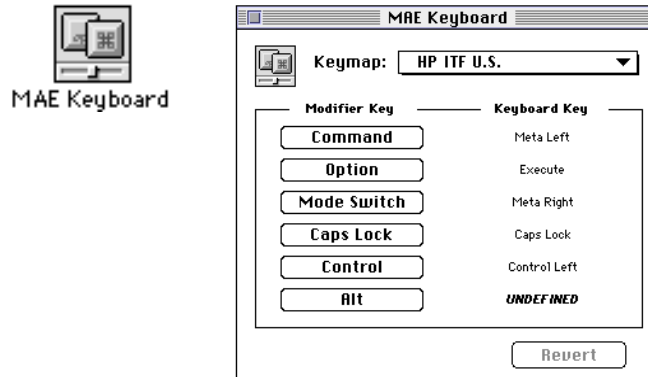 MAE Keyboard
MAE Keyboard
Keymap: HP ITF U.S.
Modifier Key Keyboard Key
Command Meta Left
Option Execute
Mode Switch Meta Right
Caps Lock Caps Lock
Control Control Left
Alt UNDEFINED
Revert